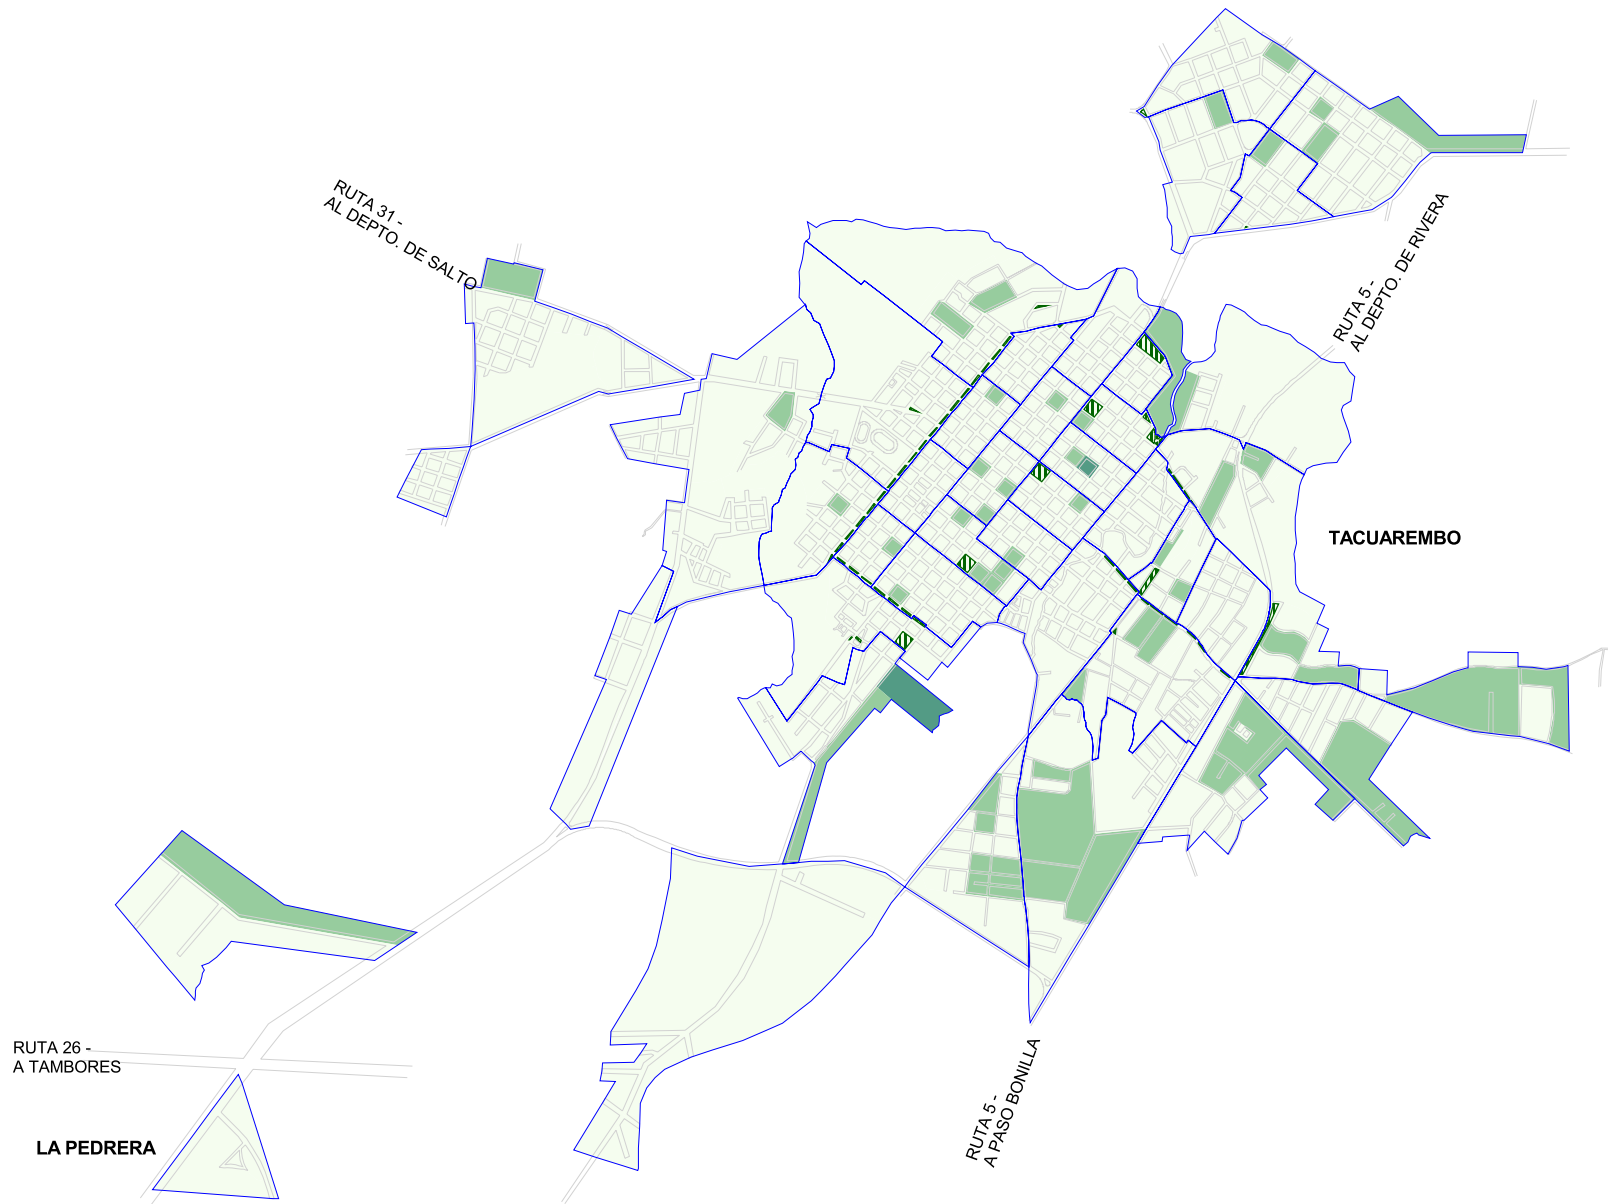 RUTA 31 -
AL DEPTO. DE SALTO
RUTA 5 -
AL DEPTO. DE RIVERA
TACUAREMBO
RUTA 26 -
A TAMBORES
RUTA 5 -
A PASO BONILLA
LA PEDRERA